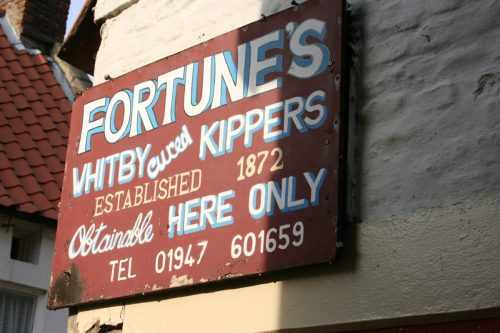 FORTUNE'S
WHITBY cured KIPPERS
ESTABLISHED 1872
Obtainable HERE ONLY
TEL 01947 601659